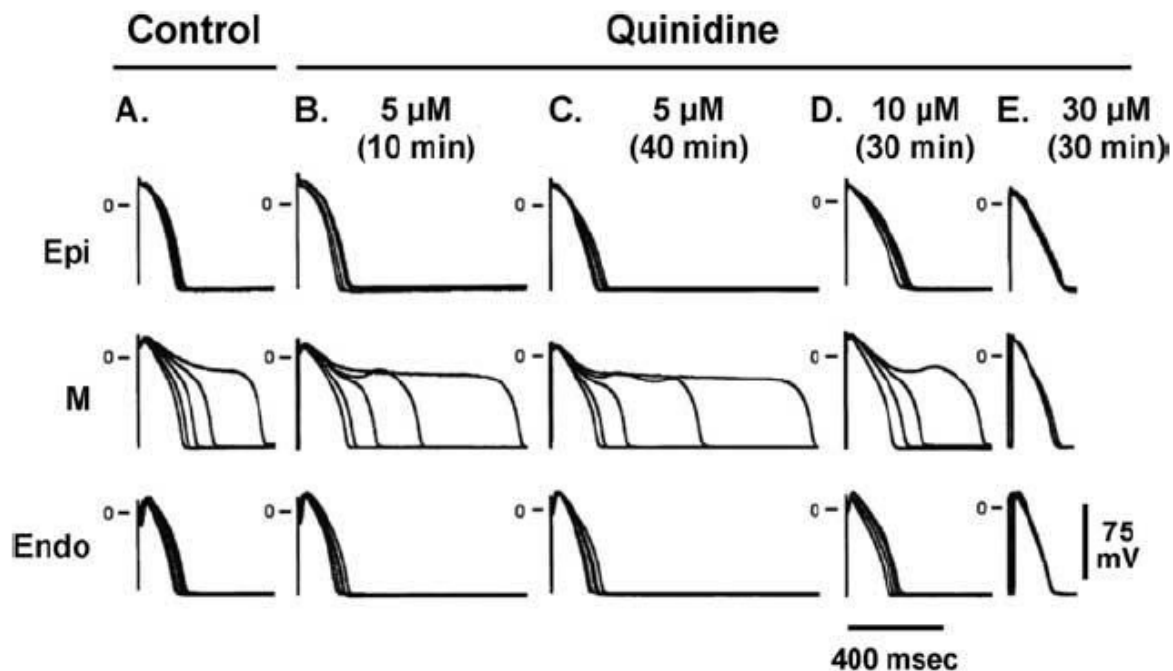 Control Quinidine
A. B. 5 µM C. 5 µM D. 10 µM E. 30 µM
(10 min) (40 min) (30 min) (30 min)
0 – 0 – 0 – 0 – 0 –
Epi
0 – 0 – 0 – 0 – 0 –
M
0 – 0 – 0 – 0 – 0 –
Endo
75
mV
400 msec